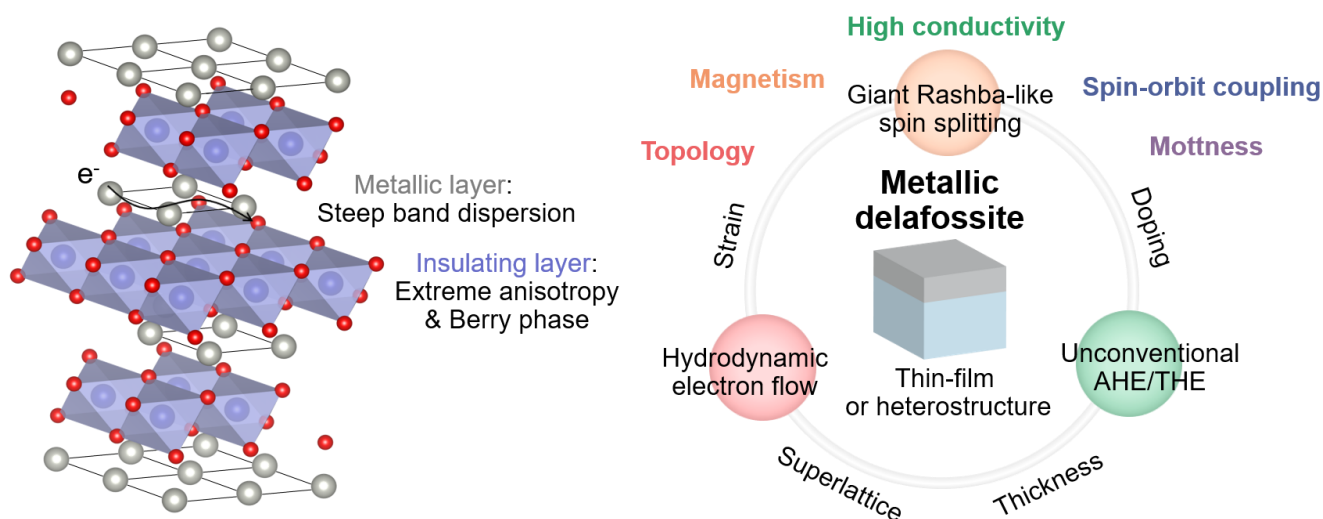 e-
Metallic layer:
Steep band dispersion
Insulating layer:
Extreme anisotropy
& Berry phase
High conductivity
Magnetism
Spin-orbit coupling
Topology
Mottness
Giant Rashba-like
spin splitting
Metallic
delafossite
Strain
Doping
Hydrodynamic
electron flow
Unconventional
AHE/THE
Thin-film
or heterostructure
Superlattice
Thickness